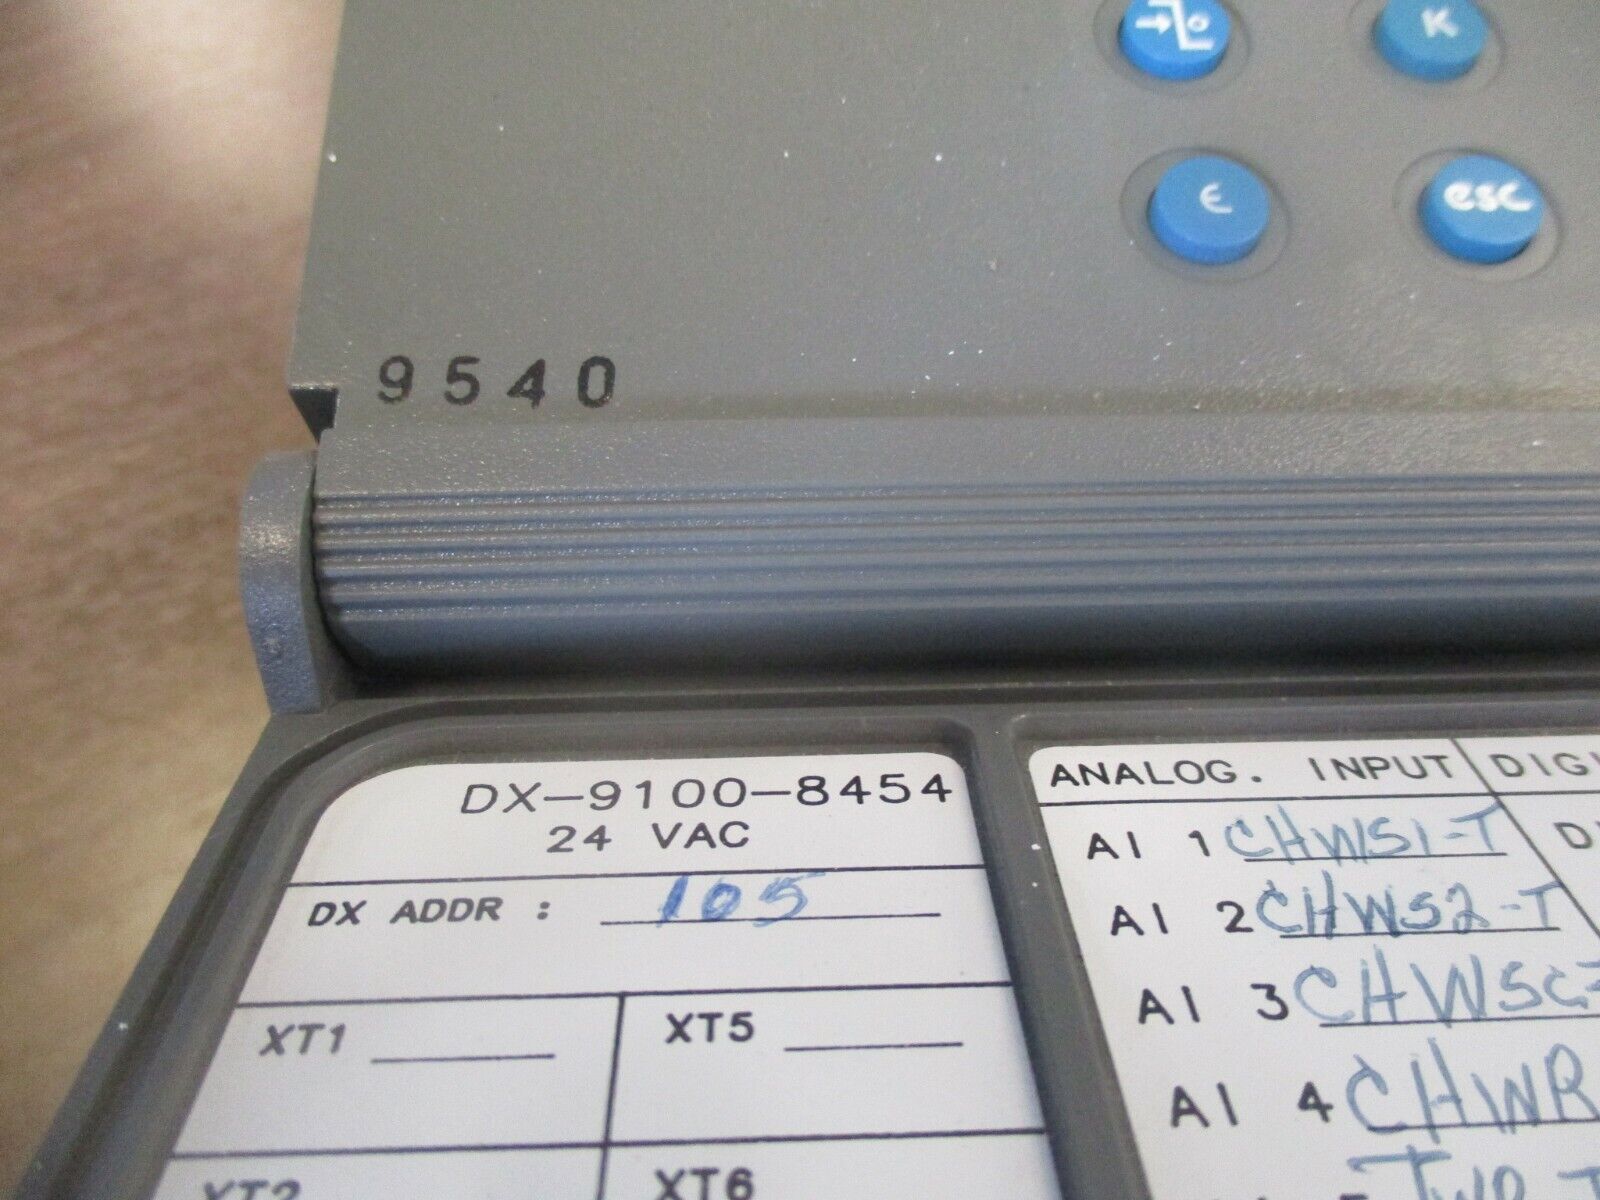 K
ε esc
9540
DX-9100-8454
24 VAC
DX ADDR : 105
XT1
XT5
XT2
XT6
ANALOG. INPUT
AI 1 CHWS1-T
AI 2 CHWS2-T
AI 3
AI 4